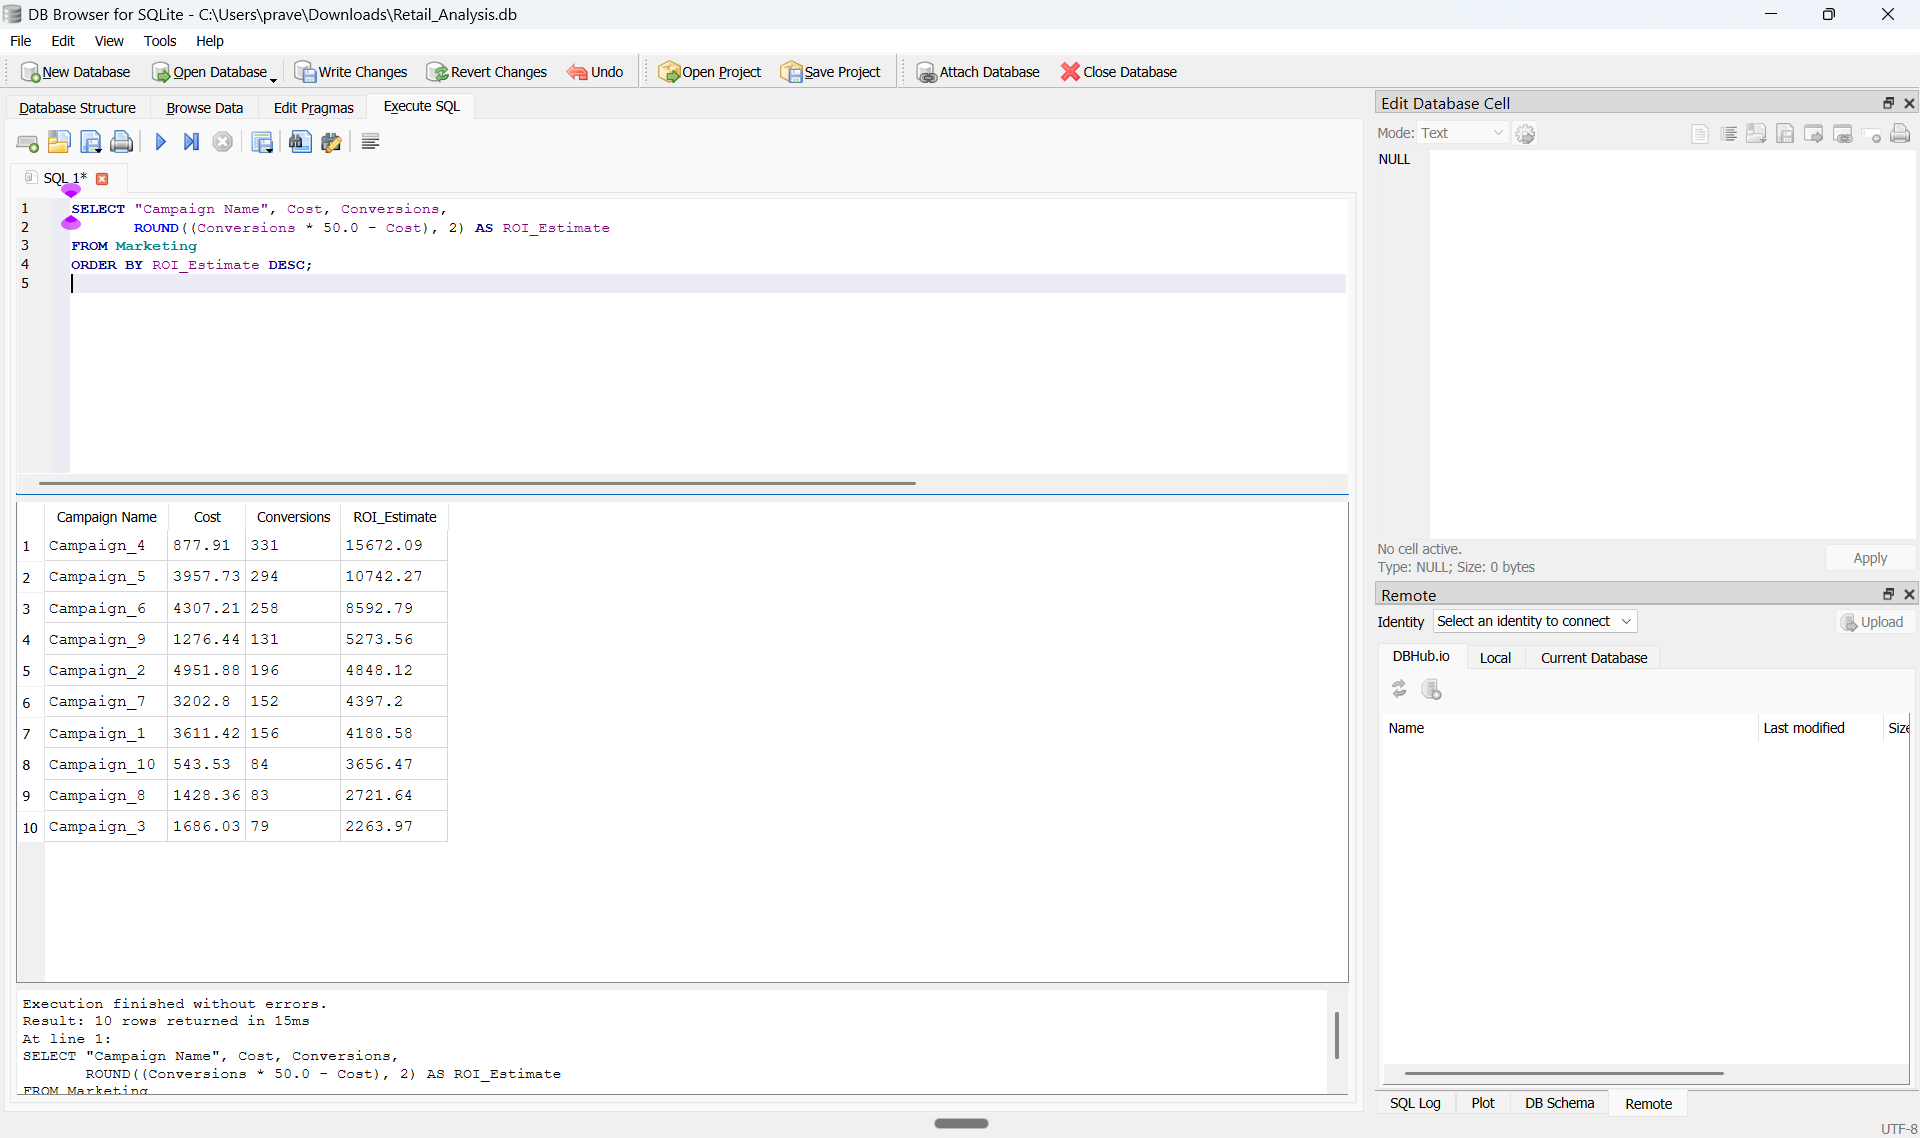 DB Browser for SQLite - C:\Users\prave\Downloads\Retail_Analysis.db
File Edit View Tools Help
New Database Open Database Write Changes Revert Changes Undo Open Project Save Project Attach Database Close Database
Database Structure Browse Data Edit Pragmas Execute SQL
SQL 1*
1 SELECT "Campaign Name", Cost, Conversions,
2 ROUND((Conversions * 50.0 - Cost), 2) AS ROI_Estimate
3 FROM Marketing
4 ORDER BY ROI_Estimate DESC;
5
Campaign Name Cost Conversions ROI_Estimate
1 Campaign_4 877.91 331 15672.09
2 Campaign_5 3957.73 294 10742.27
3 Campaign_6 4307.21 258 8592.79
4 Campaign_9 1276.44 131 5273.56
5 Campaign_2 4951.88 196 4848.12
6 Campaign_7 3202.8 152 4397.2
7 Campaign_1 3611.42 156 4188.58
8 Campaign_10 543.53 84 3656.47
9 Campaign_8 1428.36 83 2721.64
10 Campaign_3 1686.03 79 2263.97
Execution finished without errors.
Result: 10 rows returned in 15ms
At line 1:
SELECT "Campaign Name", Cost, Conversions,
ROUND((Conversions * 50.0 - Cost), 2) AS ROI_Estimate
FROM Marketing
Edit Database Cell
Mode: Text
NULL
No cell active.
Type: NULL; Size: 0 bytes
Apply
Remote
Identity Select an identity to connect Upload
DBHub.io Local Current Database
Name Last modified Size
SQL Log Plot DB Schema Remote
UTF-8